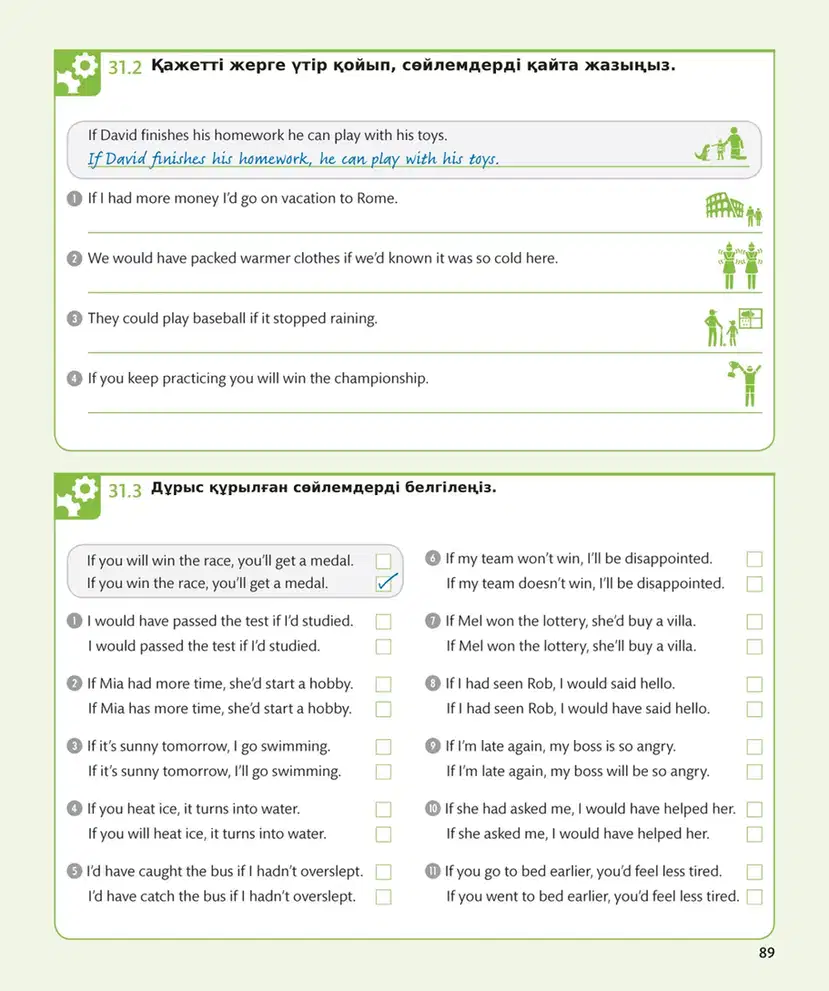 31.2 Қажетті жерге үтір қойып, сөйлемдерді қайта жазыңыз.
If David finishes his homework he can play with his toys.
If David finishes his homework, he can play with his toys.
1 If I had more money I'd go on vacation to Rome.
2 We would have packed warmer clothes if we'd known it was so cold here.
3 They could play baseball if it stopped raining.
4 If you keep practicing you will win the championship.
31.3 Дұрыс құрылған сөйлемдерді белгілеңіз.
If you will win the race, you'll get a medal.
If you win the race, you'll get a medal.
1 I would have passed the test if I'd studied.
I would passed the test if I'd studied.
2 If Mia had more time, she'd start a hobby.
If Mia has more time, she'd start a hobby.
3 If it's sunny tomorrow, I go swimming.
If it's sunny tomorrow, I'll go swimming.
4 If you heat ice, it turns into water.
If you will heat ice, it turns into water.
5 I'd have caught the bus if I hadn't overslept.
I'd have catch the bus if I hadn't overslept.
6 If my team won't win, I'll be disappointed.
If my team doesn't win, I'll be disappointed.
7 If Mel won the lottery, she'd buy a villa.
If Mel won the lottery, she'll buy a villa.
8 If I had seen Rob, I would said hello.
If I had seen Rob, I would have said hello.
9 If I'm late again, my boss is so angry.
If I'm late again, my boss will be so angry.
10 If she had asked me, I would have helped her.
If she asked me, I would have helped her.
11 If you go to bed earlier, you'd feel less tired.
If you went to bed earlier, you'd feel less tired.
89